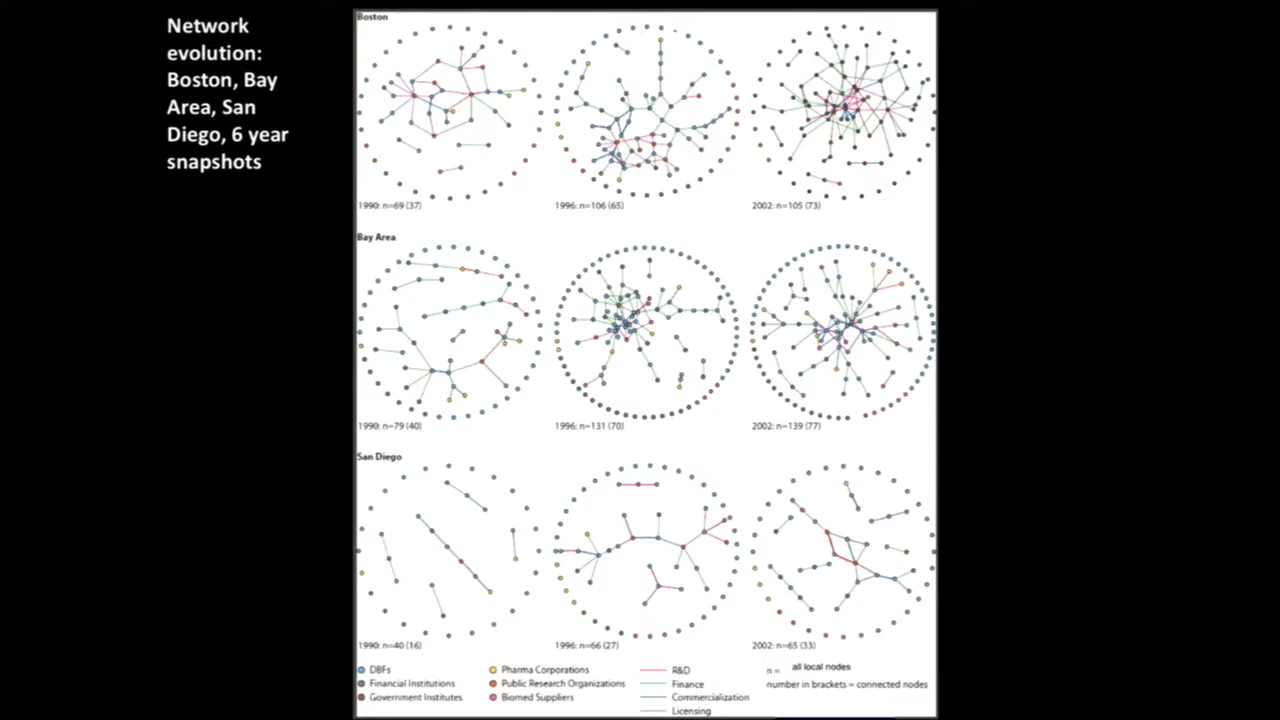 Network
evolution:
Boston, Bay
Area, San
Diego, 6 year
snapshots
Boston
1990: n=69 (37)
1996: n=106 (65)
2002: n=105 (73)
Bay Area
1990: n=79 (40)
1996: n=131 (70)
2002: n=139 (77)
San Diego
1990: n=40 (16)
1996: n=66 (27)
2002: n=65 (33)
DBFs
Financial Institutions
Government Institutes
Pharma Corporations
Public Research Organizations
Biomed Suppliers
R&D
Finance
Commercialization
Licensing
n = all local nodes
number in brackets = connected nodes